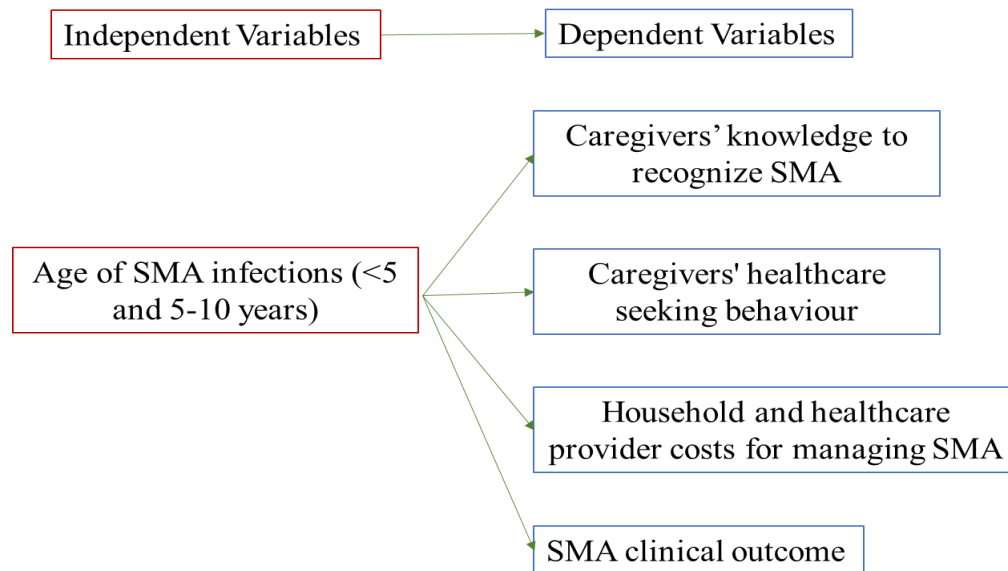 Independent Variables
Dependent Variables
Caregivers’ knowledge to
recognize SMA
Age of SMA infections (<5
and 5-10 years)
Caregivers' healthcare
seeking behaviour
Household and healthcare
provider costs for managing SMA
SMA clinical outcome